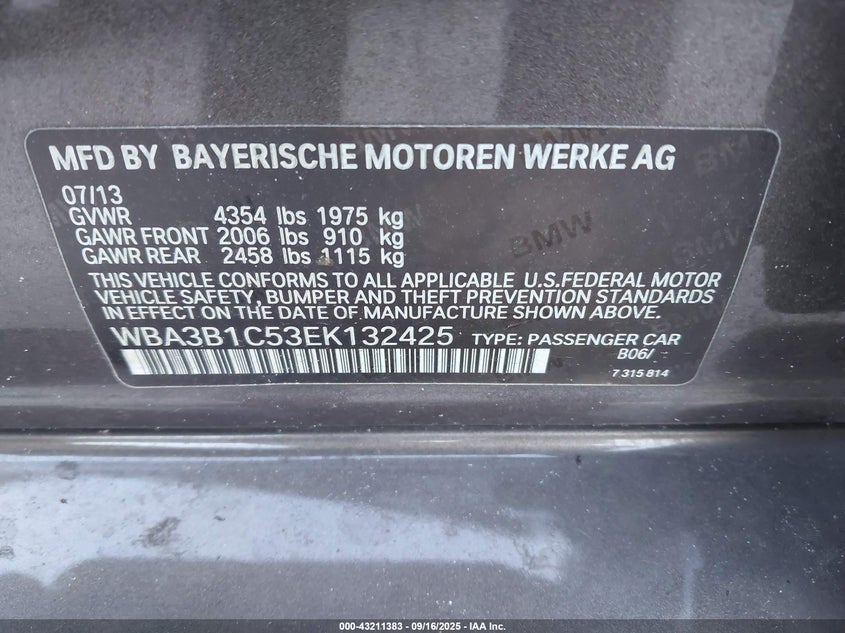 MFD BY BAYERISCHE MOTOREN WERKE AG
07/13
GVWR 4354 lbs 1975 kg
GAWR FRONT 2006 lbs 910 kg
GAWR REAR 2458 lbs 1115 kg
THIS VEHICLE CONFORMS TO ALL APPLICABLE U.S.FEDERAL MOTOR
VEHICLE SAFETY, BUMPER AND THEFT PREVENTION STANDARDS
IN EFFECT ON THE DATE OF MANUFACTURE SHOWN ABOVE.
WBA3B1C53EK132425 TYPE: PASSENGER CAR
B06/
7 315 814
BMW
000-43211383 - 09/16/2025 - IAA Inc.